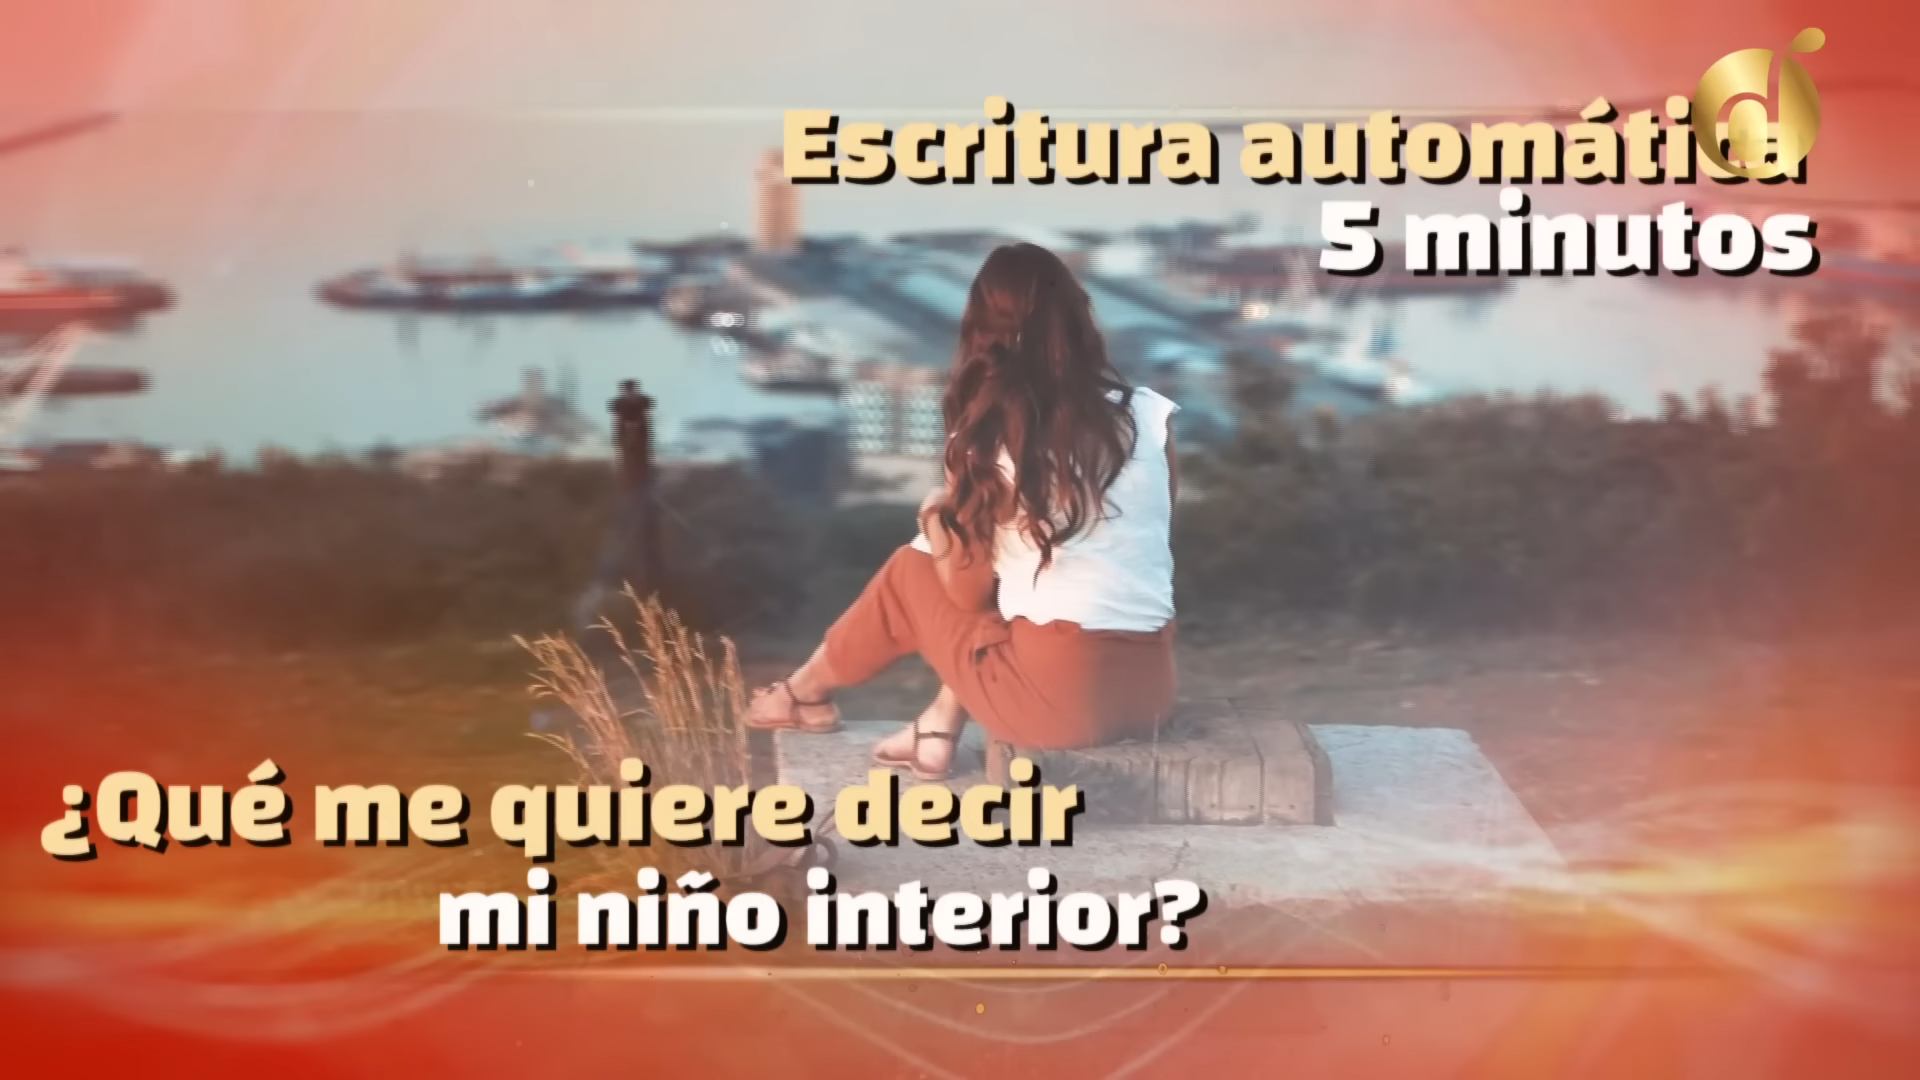 Escritura automática
5 minutos
¿Qué me quiere decir
mi niño interior?